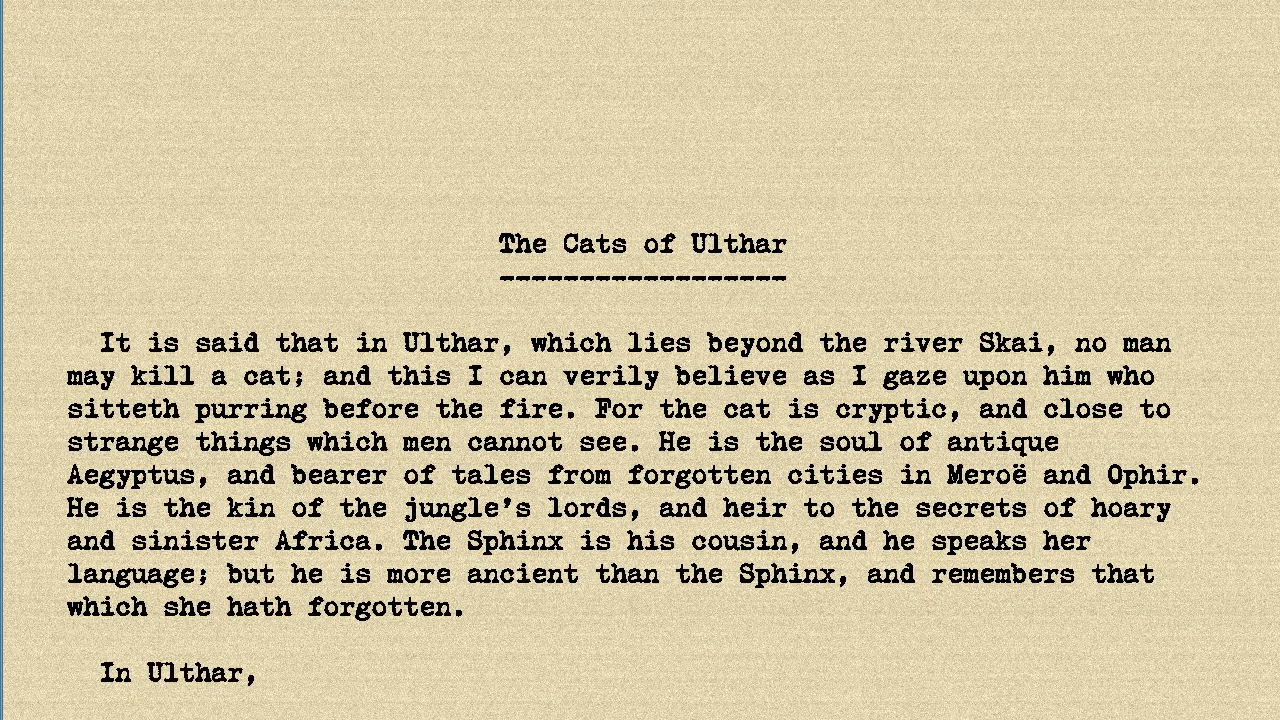 The Cats of Ulthar
------------------
It is said that in Ulthar, which lies beyond the river Skai, no man
may kill a cat; and this I can verily believe as I gaze upon him who
sitteth purring before the fire. For the cat is cryptic, and close to
strange things which men cannot see. He is the soul of antique
Aegyptus, and bearer of tales from forgotten cities in Meroë and Ophir.
He is the kin of the jungle's lords, and heir to the secrets of hoary
and sinister Africa. The Sphinx is his cousin, and he speaks her
language; but he is more ancient than the Sphinx, and remembers that
which she hath forgotten.
In Ulthar,